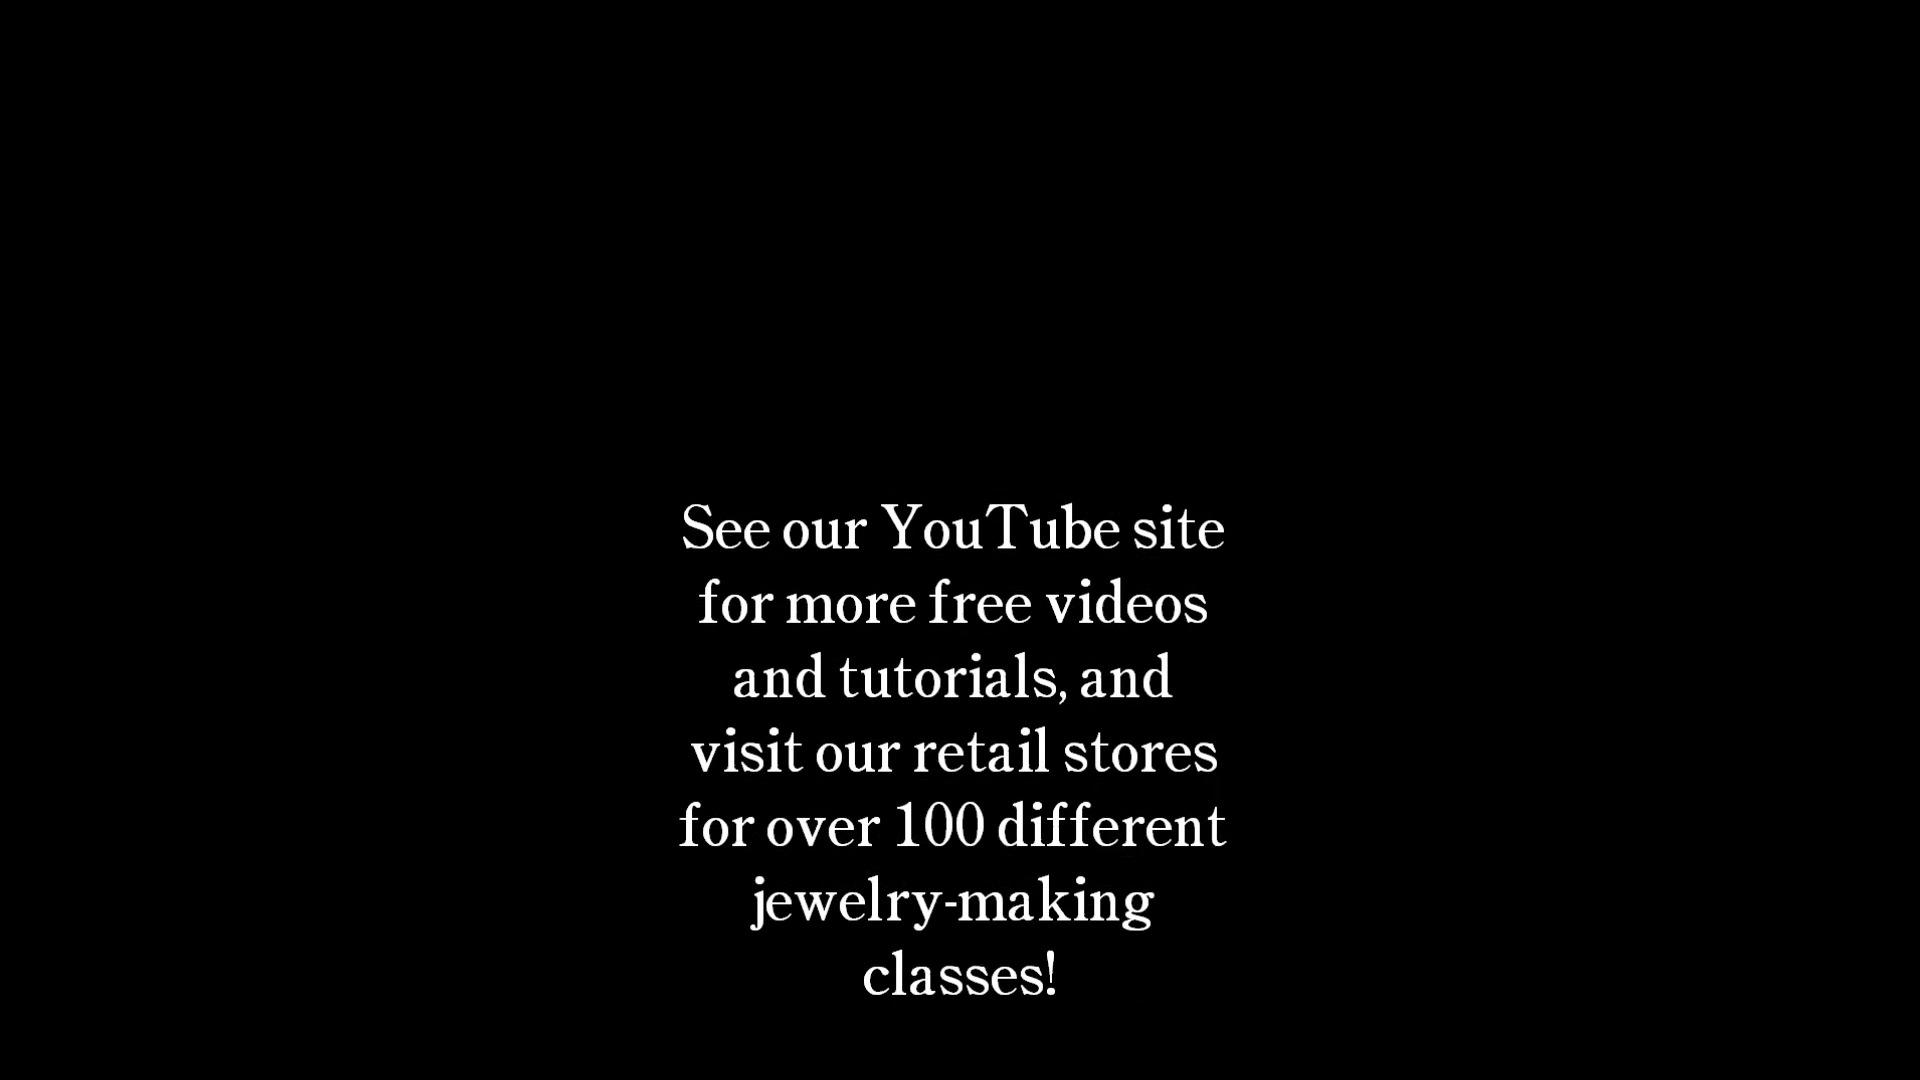 See our YouTube site
for more free videos
and tutorials, and
visit our retail stores
for over 100 different
jewelry-making
classes!